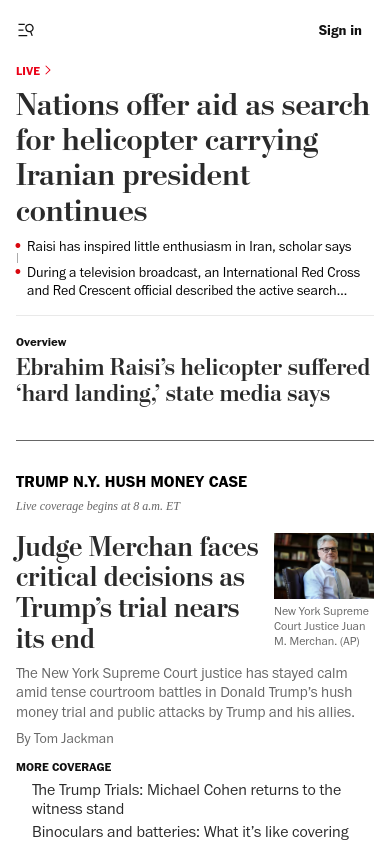 Sign in
LIVE
Nations offer aid as search
for helicopter carrying
Iranian president
continues
Raisi has inspired little enthusiasm in Iran, scholar says
During a television broadcast, an International Red Cross
and Red Crescent official described the active search...
Overview
Ebrahim Raisi's helicopter suffered
‘hard landing,’ state media says
TRUMP N.Y. HUSH MONEY CASE
Live coverage begins at 8 a.m. ET
Judge Merchan faces
critical decisions as
Trump’s trial nears
its end
New York Supreme
Court Justice Juan
M. Merchan. (AP)
The New York Supreme Court justice has stayed calm
amid tense courtroom battles in Donald Trump’s hush
money trial and public attacks by Trump and his allies.
By Tom Jackman
MORE COVERAGE
The Trump Trials: Michael Cohen returns to the
witness stand
Binoculars and batteries: What it’s like covering